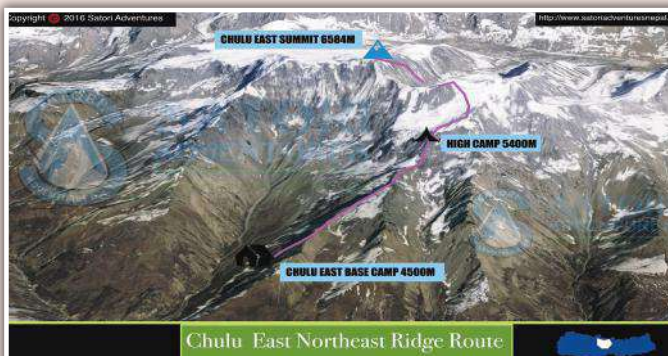 Copyright © 2016 Satori Adventures
http://www.satoriadventuresnepal
CHULU EAST SUMMIT 6584M
HIGH CAMP 5400M
CHULU EAST BASE CAMP 4500M
Chulu East Northeast Ridge Route